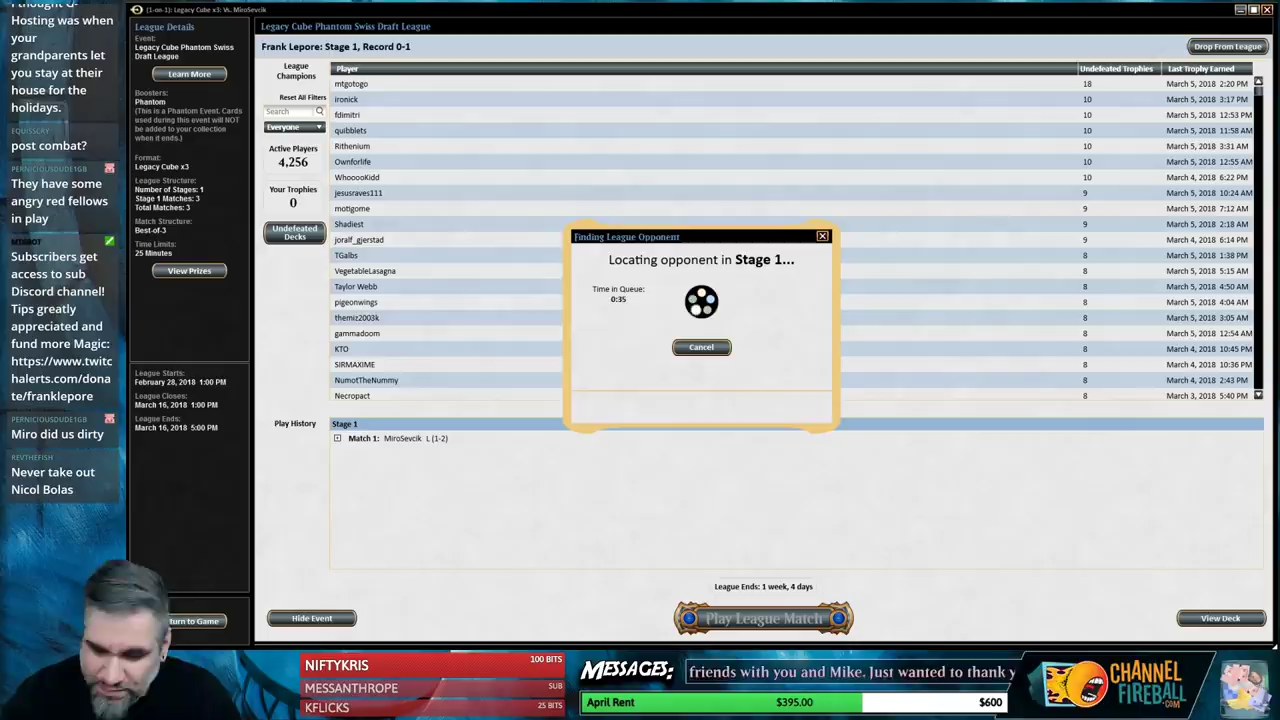 thought G-
Hosting was when
your
grandparents let
you stay at their
house for the
holidays.
EQUISSCRY
post combat?
PERNICIOUSDUDE1GB
They have some
angry red fellows
in play
Subscribers get
access to sub
Discord channel!
Tips greatly
appreciated and
fund more Magic:
https://www.twitc
halerts.com/dona
te/franklepore
PERNICIOUSDUDE1GB
Miro did us dirty
REVTHEFISH
Never take out
Nicol Bolas
(1-on-1): Legacy Cube x3: Vs. MiroSevcik
League Details
Event:
Legacy Cube Phantom Swiss
Draft League
Learn More
Boosters:
Phantom
(This is a Phantom Event. Cards
used during this event will NOT
be added to your collection
when it ends.)
Format:
Legacy Cube x3
League Structure:
Number of Stages: 1
Stage 1 Matches: 3
Total Matches: 3
Match Structure:
Best-of-3
Time Limits:
25 Minutes
View Prizes
League Starts:
February 28, 2018 1:00 PM
League Closes:
March 16, 2018 1:00 PM
League Ends:
March 16, 2018 5:00 PM
turn to Game
Legacy Cube Phantom Swiss Draft League
Frank Lepore: Stage 1, Record 0-1
Drop From League
League
Champions
Reset All Filters
Search
Everyone
Active Players
4,256
Your Trophies
0
Undefeated
Decks
Player Undefeated Trophies Last Trophy Earned
mtgotogo 18 March 5, 2018 2:20 PM
ironick 10 March 5, 2018 3:17 PM
fdimitri 10 March 5, 2018 12:53 PM
quibblets 10 March 5, 2018 11:58 AM
Rithenium 10 March 5, 2018 3:31 AM
Ownforlife 10 March 5, 2018 12:55 AM
WhooooKidd 10 March 4, 2018 6:22 PM
jesusraves111 9 March 5, 2018 10:24 AM
motigome 9 March 5, 2018 7:12 AM
Shadiest 9 March 5, 2018 2:18 AM
joralf_gjerstad 9 March 4, 2018 6:14 PM
TGalbs 8 March 5, 2018 1:38 PM
VegetableLasagna 8 March 5, 2018 5:15 AM
Taylor Webb 8 March 5, 2018 4:50 AM
pigeonwings 8 March 5, 2018 4:04 AM
themiz2003k 8 March 5, 2018 3:05 AM
gammadoom 8 March 5, 2018 12:54 AM
KTO 8 March 4, 2018 10:45 PM
SIRMAXIME 8 March 4, 2018 10:36 PM
NumotTheNummy 8 March 4, 2018 2:43 PM
Necropact 8 March 3, 2018 5:40 PM
Finding League Opponent
Locating opponent in Stage 1...
Time in Queue:
0:35
Cancel
Play History
Stage 1
Match 1: MiroSevcik L (1-2)
League Ends: 1 week, 4 days
Hide Event
Play League Match
View Deck
NIFTYKRIS 100 BITS
MESSANTHROPE SUB
KFLICKS 25 BITS
MESSAGES:
friends with you and Mike. Just wanted to thank y
April Rent $395.00 $600
CHANNEL
FIREBALL
.COM